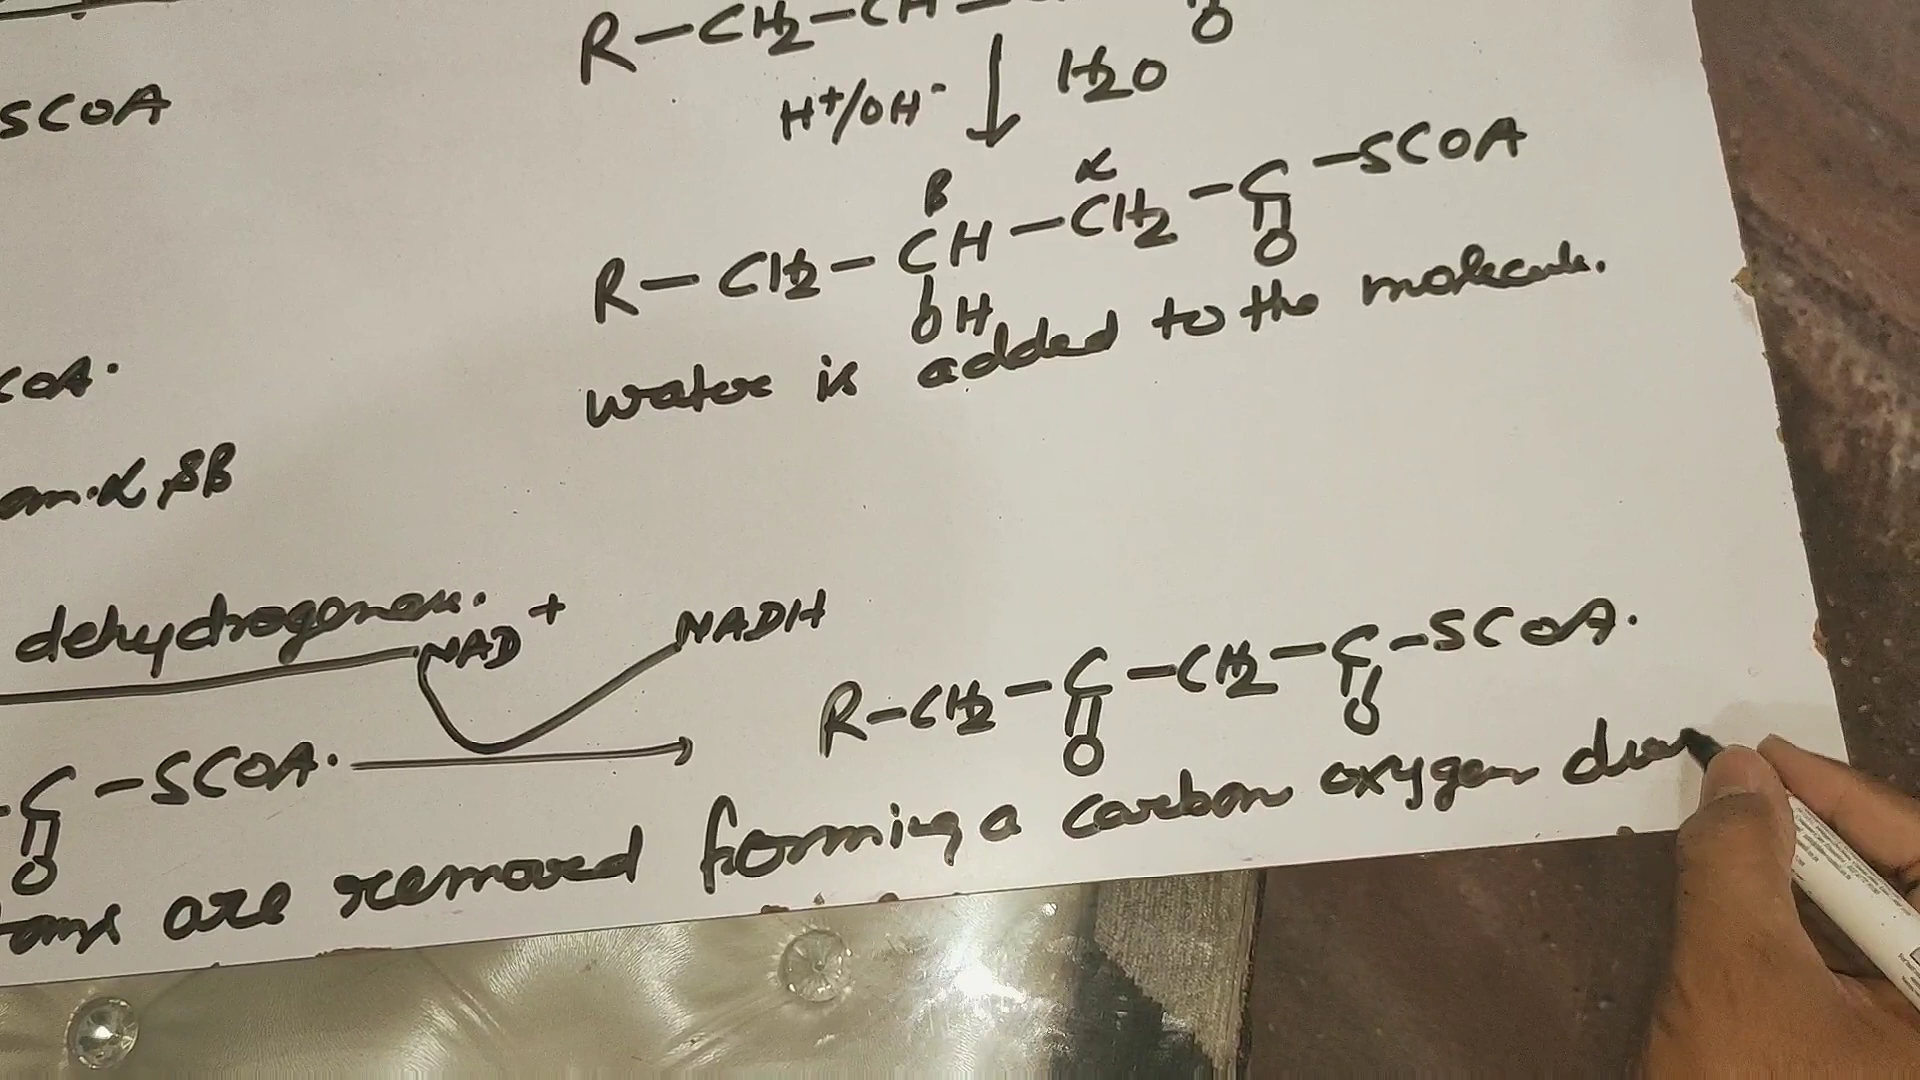 R-CH2-CH
O
SCOA
H+/OH- ↓ H2O
β α
R-CH2-CH-CH2-C-SCOA
OH O
water is added to the molecule.
COA.
α β
dehydrogenase.
NAD+ NADH
C-SCOA. → R-CH2-C-CH2-C-SCOA.
O O O
are removed forming a carbon oxygen